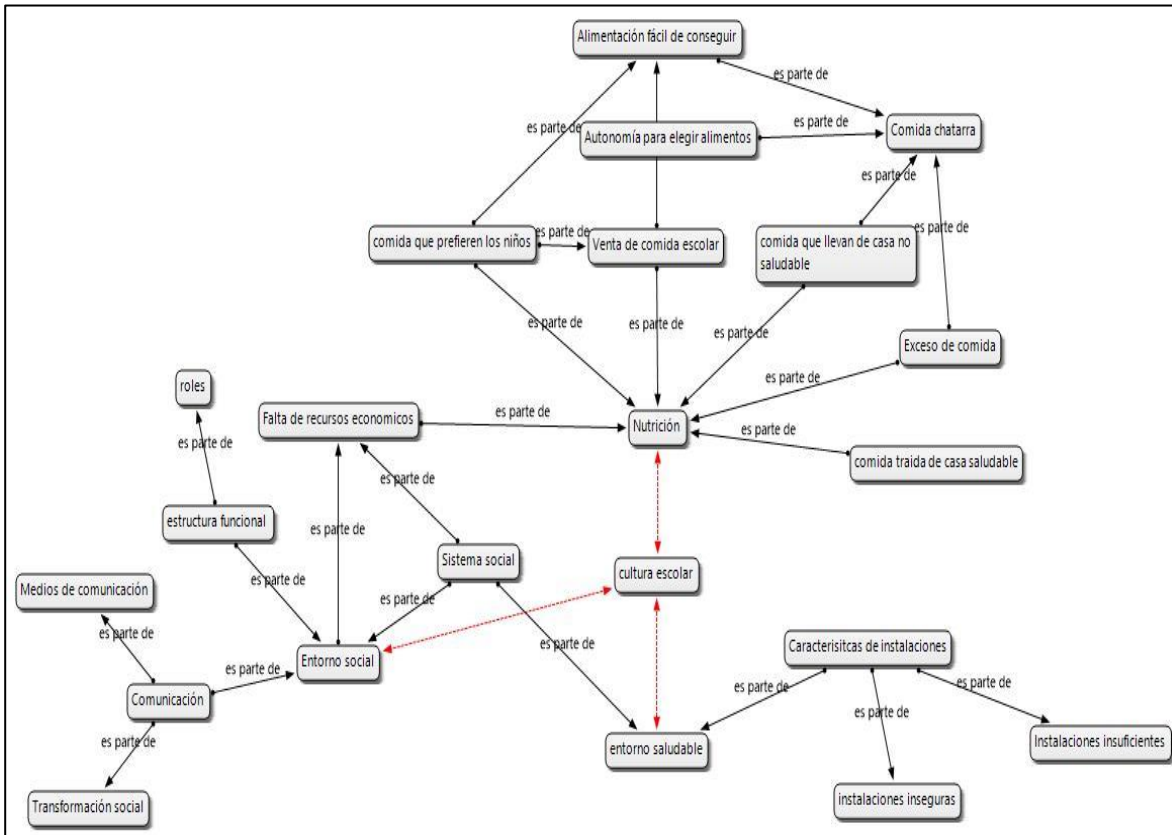 Alimentación fácil de conseguir
es parte de
es parte de
es parte de
Comida chatarra
Autonomía para elegir alimentos
es parte de
es parte de
comida que prefieren los niños
es parte de
Venta de comida escolar
comida que llevan de casa no
saludable
es parte de
es parte de
es parte de
Exceso de comida
es parte de
roles
Falta de recursos economicos
es parte de
Nutrición
es parte de
comida traida de casa saludable
es parte de
es parte de
estructura funcional
es parte de
Sistema social
cultura escolar
es parte de
es parte de
Medios de comunicación
es parte de
Entorno social
Caracterisitcas de instalaciones
es parte de
Comunicación
es parte de
es parte de
es parte de
es parte de
es parte de
entorno saludable
Instalaciones insuficientes
Transformación social
instalaciones inseguras